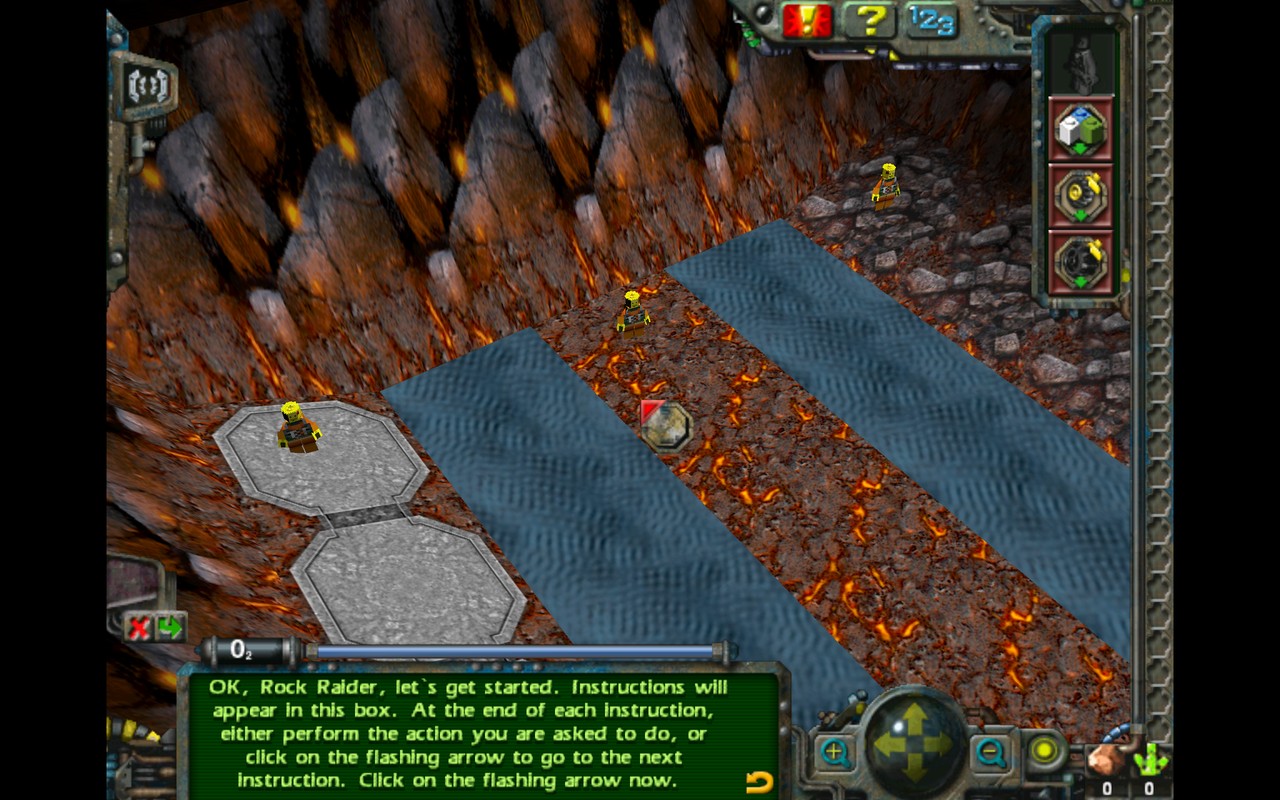 123
O₂
OK, Rock Raider, let`s get started. Instructions will
appear in this box. At the end of each instruction,
either perform the action you are asked to do, or
click on the flashing arrow to go to the next
instruction. Click on the flashing arrow now.
0 0